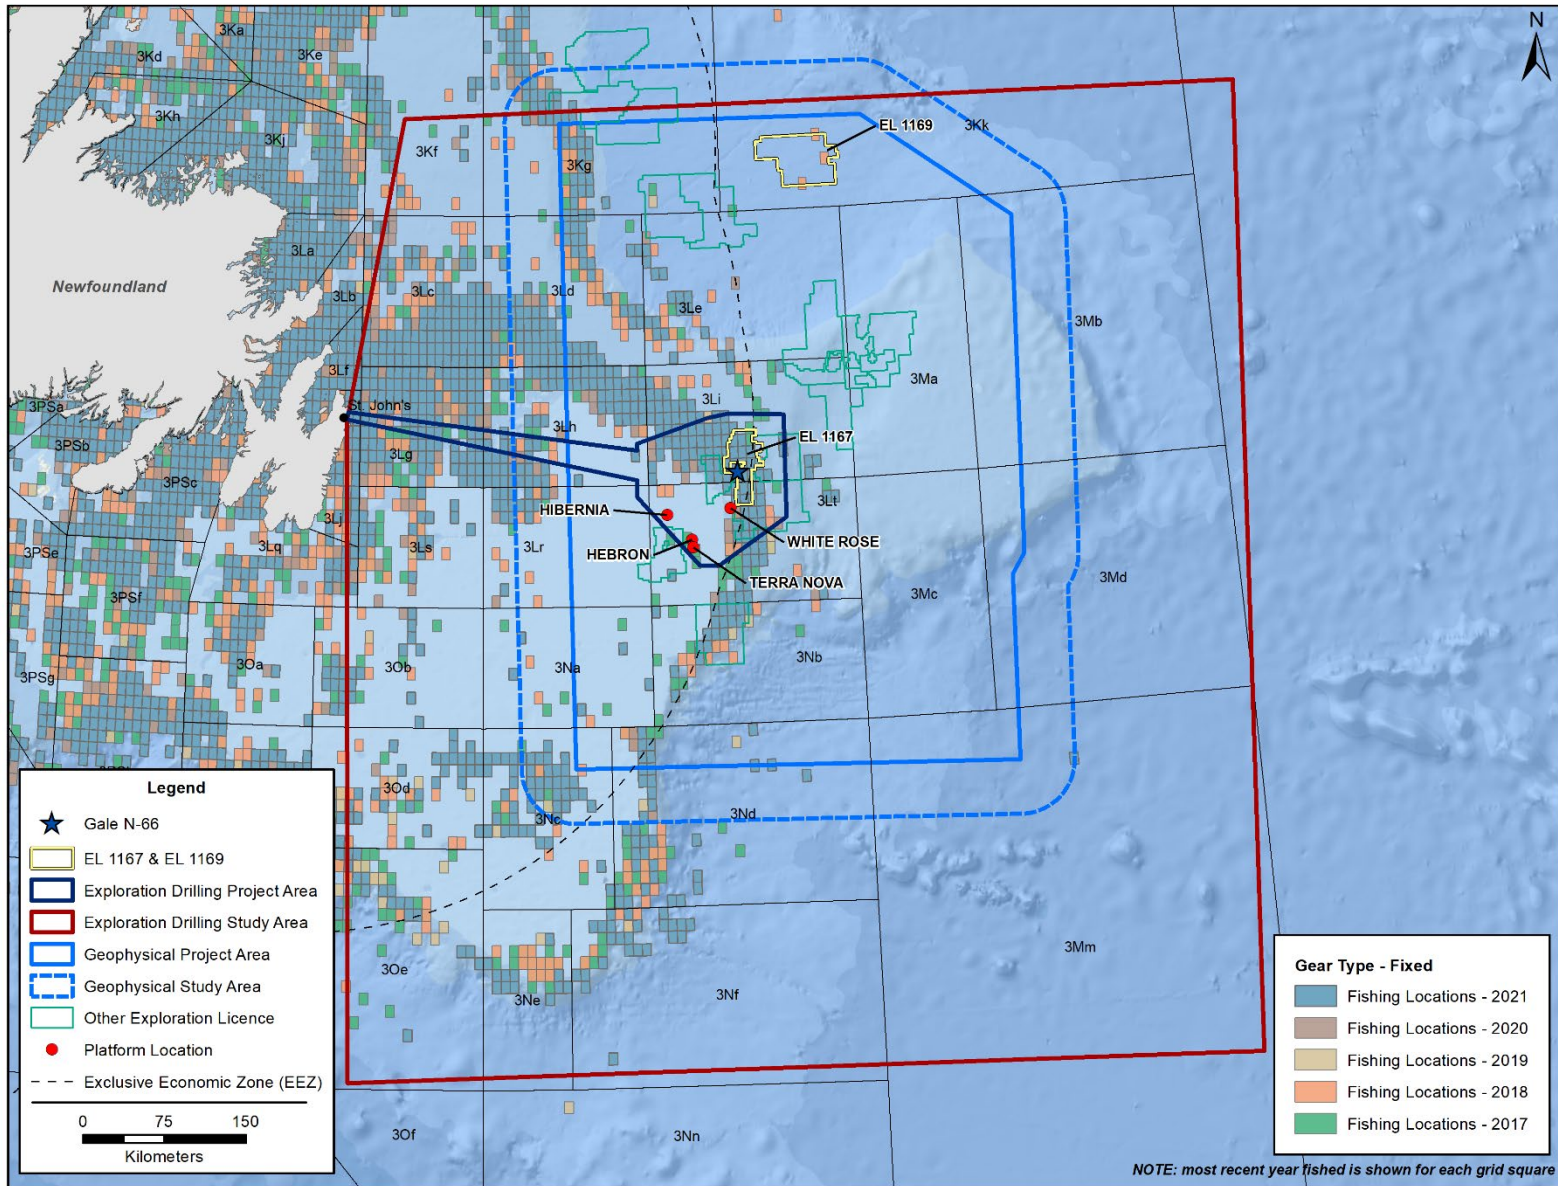 3Ka
3Kd
3Ke
N
3Kh
3Kj
EL 1169
3Kk
3Kf
3Kg
3La
Newfoundland
3Lb
3Lc
3Ld
3Le
3Mb
3Lf
3Ma
3PSa
St. John's
3Li
3PSb
3Lh
EL 1167
3Lg
3PSc
3Lt
HIBERNIA
3Lj
WHITE ROSE
3PSe
3Lq
3Ls
3Lr
HEBRON
TERRA NOVA
3Md
3PSf
3Mc
3Oa
3Ob
3Na
3Nb
3PSg
3Od
3Nc
3Nd
3Mm
3Oe
3Ne
3Nf
3Of
3Nn
Legend
Gale N-66
EL 1167 & EL 1169
Exploration Drilling Project Area
Exploration Drilling Study Area
Geophysical Project Area
Geophysical Study Area
Other Exploration Licence
Platform Location
Exclusive Economic Zone (EEZ)
0 75 150
Kilometers
Gear Type - Fixed
Fishing Locations - 2021
Fishing Locations - 2020
Fishing Locations - 2019
Fishing Locations - 2018
Fishing Locations - 2017
NOTE: most recent year fished is shown for each grid square